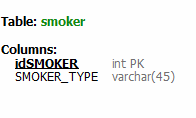 Table: smoker
Columns:
idSMOKER int PK
SMOKER_TYPE varchar(45)